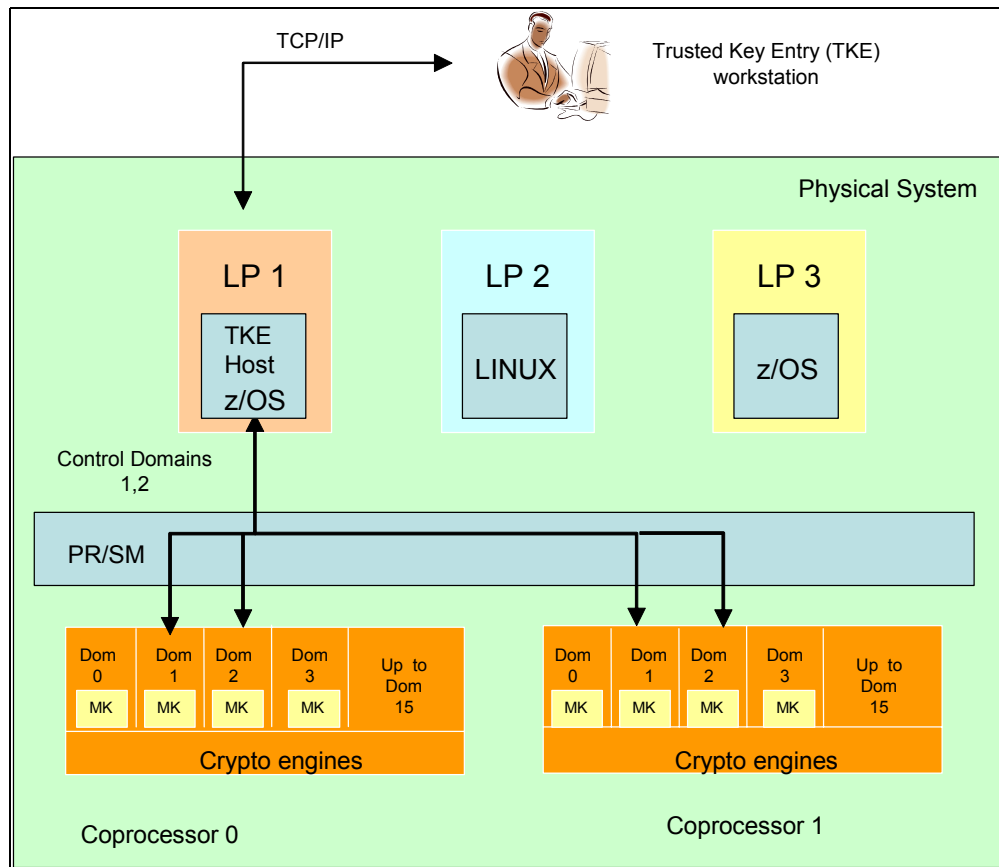 TCP/IP
Trusted Key Entry (TKE)
workstation
Physical System
LP 1
LP 2
LP 3
TKE
Host
z/OS
LINUX
z/OS
Control Domains
1,2
PR/SM
Dom
0
MK
Dom
1
MK
Dom
2
MK
Dom
3
MK
Up to
Dom
15
Crypto engines
Coprocessor 0
Dom
0
MK
Dom
1
MK
Dom
2
MK
Dom
3
MK
Up to
Dom
15
Crypto engines
Coprocessor 1